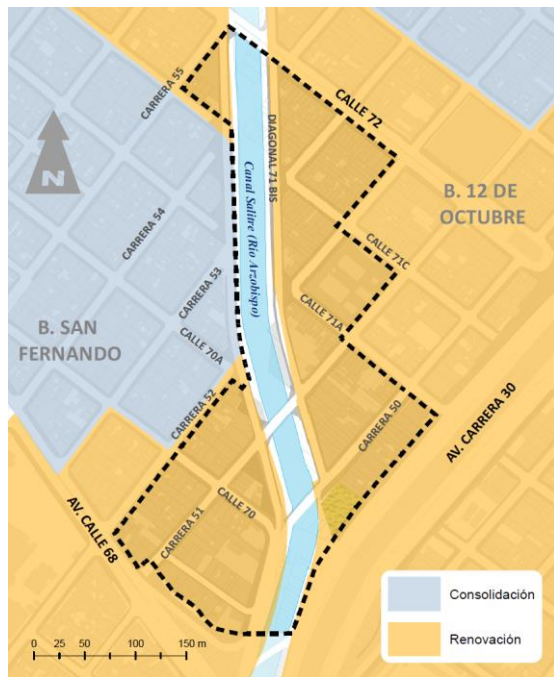 CARRERA 55
CALLE 72
N
DIAGONAL 71 BIS
Canal Salitre (Rio Arzobispo)
B. 12 DE
OCTUBRE
CARRERA 54
CALLE 71C
CARRERA 53
B. SAN
FERNANDO
CALLE 71A
CALLE 70A
CARRERA 52
CARRERA 50
AV. CARRERA 30
CALLE 70
CARRERA 51
AV. CALLE 68
Consolidación
Renovación
0 25 50 100 150 m